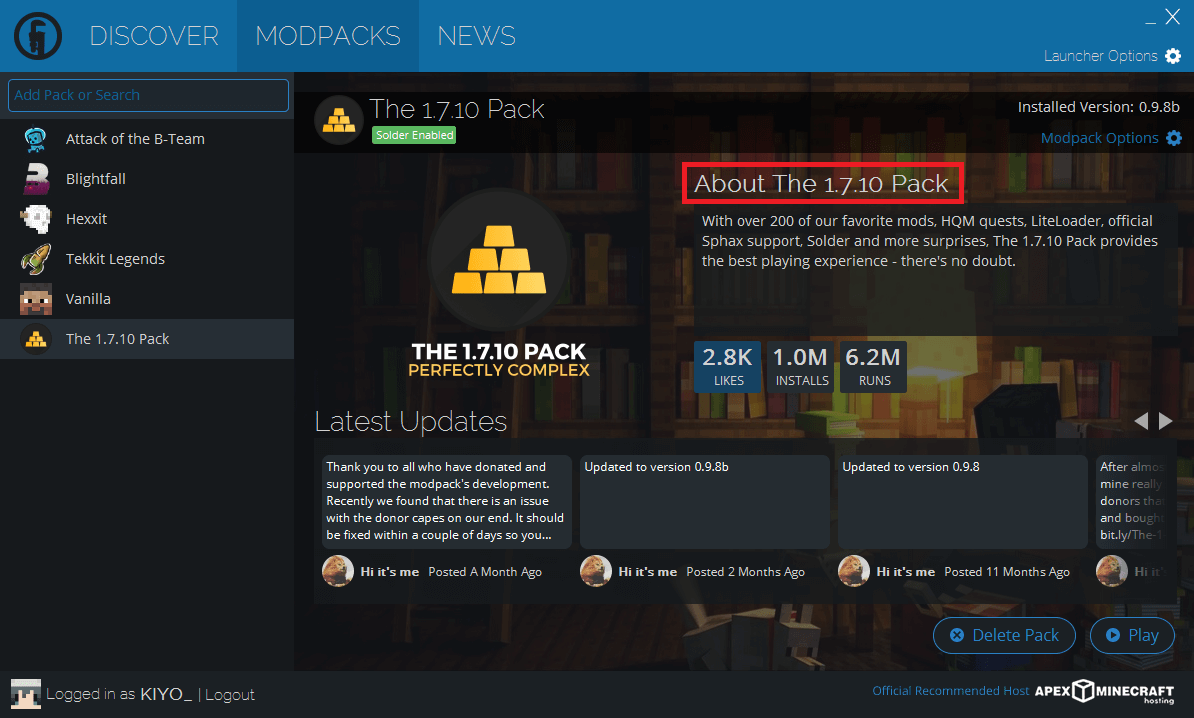 DISCOVER
MODPACKS
NEWS
Launcher Options
Add Pack or Search
Attack of the B-Team
Blightfall
Hexxit
Tekkit Legends
Vanilla
The 1.7.10 Pack
The 1.7.10 Pack
Solder Enabled
Installed Version: 0.9.8b
Modpack Options
THE 1.7.10 PACK
PERFECTLY COMPLEX
About The 1.7.10 Pack
With over 200 of our favorite mods, HQM quests, LiteLoader, official
Sphax support, Solder and more surprises, The 1.7.10 Pack provides
the best playing experience - there's no doubt.
2.8K
LIKES
1.0M
INSTALLS
6.2M
RUNS
Latest Updates
Thank you to all who have donated and
supported the modpack's development.
Recently we found that there is an issue
with the donor capes on our end. It should
be fixed within a couple of days so you...
Hi it's me Posted A Month Ago
Updated to version 0.9.8b
Hi it's me Posted 2 Months Ago
Updated to version 0.9.8
Hi it's me Posted 11 Months Ago
After almos
mine really
donors tha
and bought
bit.ly/The-1-
Hi it's
Delete Pack
Play
Logged in as KIYO_ | Logout
Official Recommended Host APEX MINECRAFT
hosting